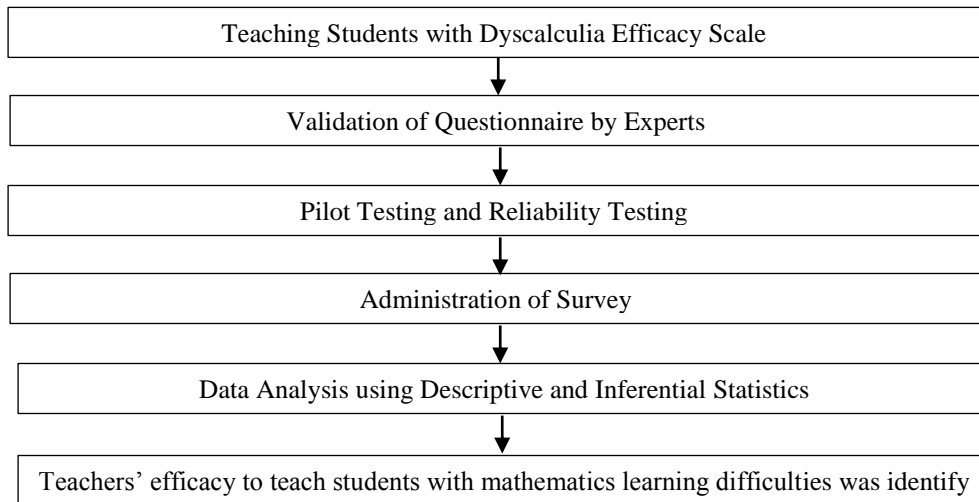 Teaching Students with Dyscalculia Efficacy Scale
Validation of Questionnaire by Experts
Pilot Testing and Reliability Testing
Administration of Survey
Data Analysis using Descriptive and Inferential Statistics
Teachers’ efficacy to teach students with mathematics learning difficulties was identify